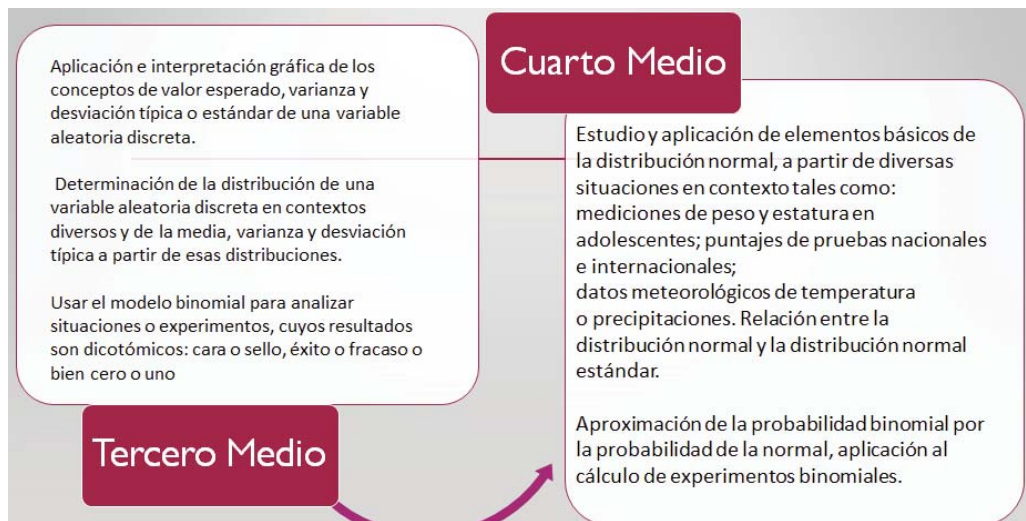 Aplicación e interpretación gráfica de los
conceptos de valor esperado, varianza y
desviación típica o estándar de una variable
aleatoria discreta.
Determinación de la distribución de una
variable aleatoria discreta en contextos
diversos y de la media, varianza y desviación
típica a partir de esas distribuciones.
Usar el modelo binomial para analizar
situaciones o experimentos, cuyos resultados
son dicotómicos: cara o sello, éxito o fracaso o
bien cero o uno
Tercero Medio
Cuarto Medio
Estudio y aplicación de elementos básicos de
la distribución normal, a partir de diversas
situaciones en contexto tales como:
mediciones de peso y estatura en
adolescentes; puntajes de pruebas nacionales
e internacionales;
datos meteorológicos de temperatura
o precipitaciones. Relación entre la
distribución normal y la distribución normal
estándar.
Aproximación de la probabilidad binomial por
la probabilidad de la normal, aplicación al
cálculo de experimentos binomiales.